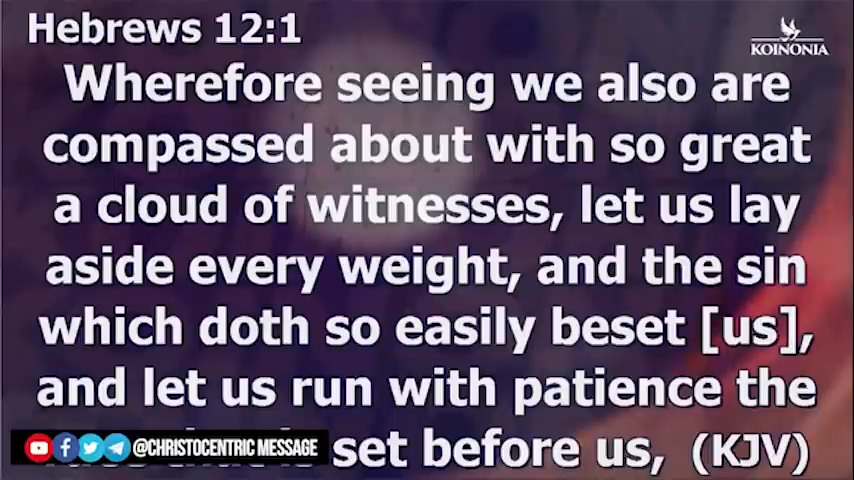 Hebrews 12:1
KOINONIA
Wherefore seeing we also are
compassed about with so great
a cloud of witnesses, let us lay
aside every weight, and the sin
which doth so easily beset [us],
and let us run with patience the
set before us, (KJV)
@CHRISTOCENTRIC MESSAGE